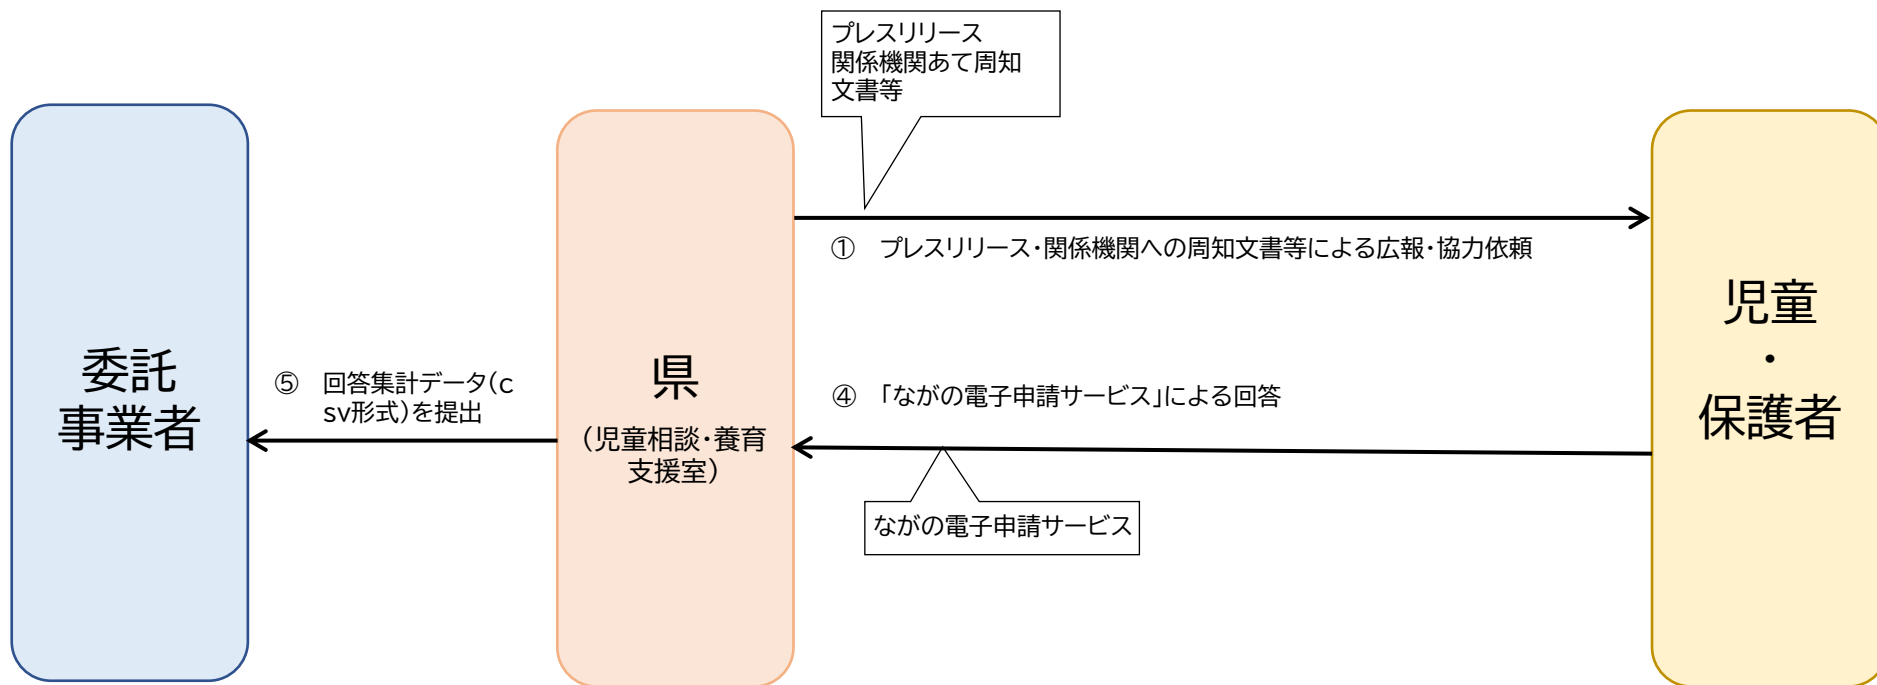 プレスリリース
関係機関あて周知
文書等
① プレスリリース・関係機関への周知文書等による広報・協力依頼
委託
事業者
⑤ 回答集計データ(c
sv形式)を提出
県
(児童相談・養育
支援室)
④ 「ながの電子申請サービス」による回答
ながの電子申請サービス
児童
・
保護者